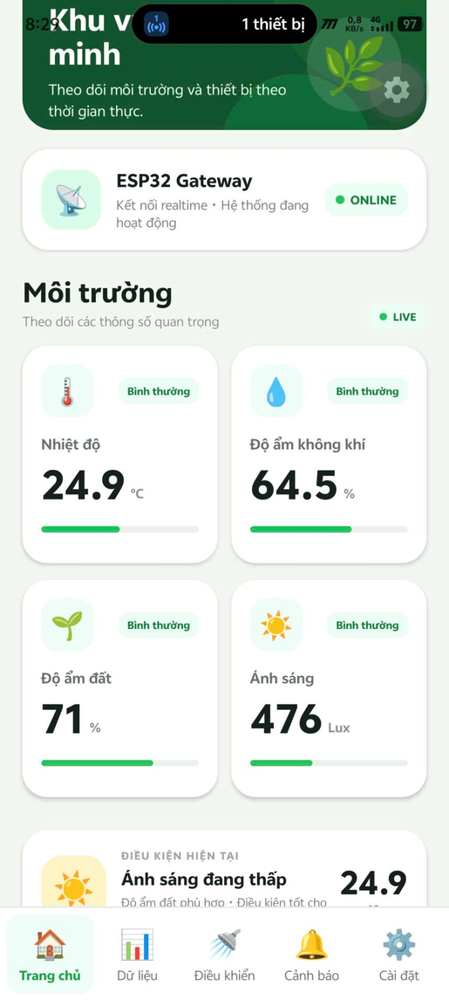 8:29
1
1 thiết bị
0,8
KB/s
4G
97
Khu v
minh
Theo dõi môi trường và thiết bị theo
thời gian thực.
ESP32 Gateway
Kết nối realtime • Hệ thống đang
hoạt động
ONLINE
Môi trường
Theo dõi các thông số quan trọng
LIVE
Bình thường
Nhiệt độ
24.9 °C
Bình thường
Độ ẩm không khí
64.5 %
Bình thường
Độ ẩm đất
71 %
Bình thường
Ánh sáng
476 Lux
ĐIỀU KIỆN HIỆN TẠI
Ánh sáng đang thấp
24.9
Độ ẩm đất phù hợp • Điều kiện tốt cho
Trang chủ
Dữ liệu
Điều khiển
Cảnh báo
Cài đặt